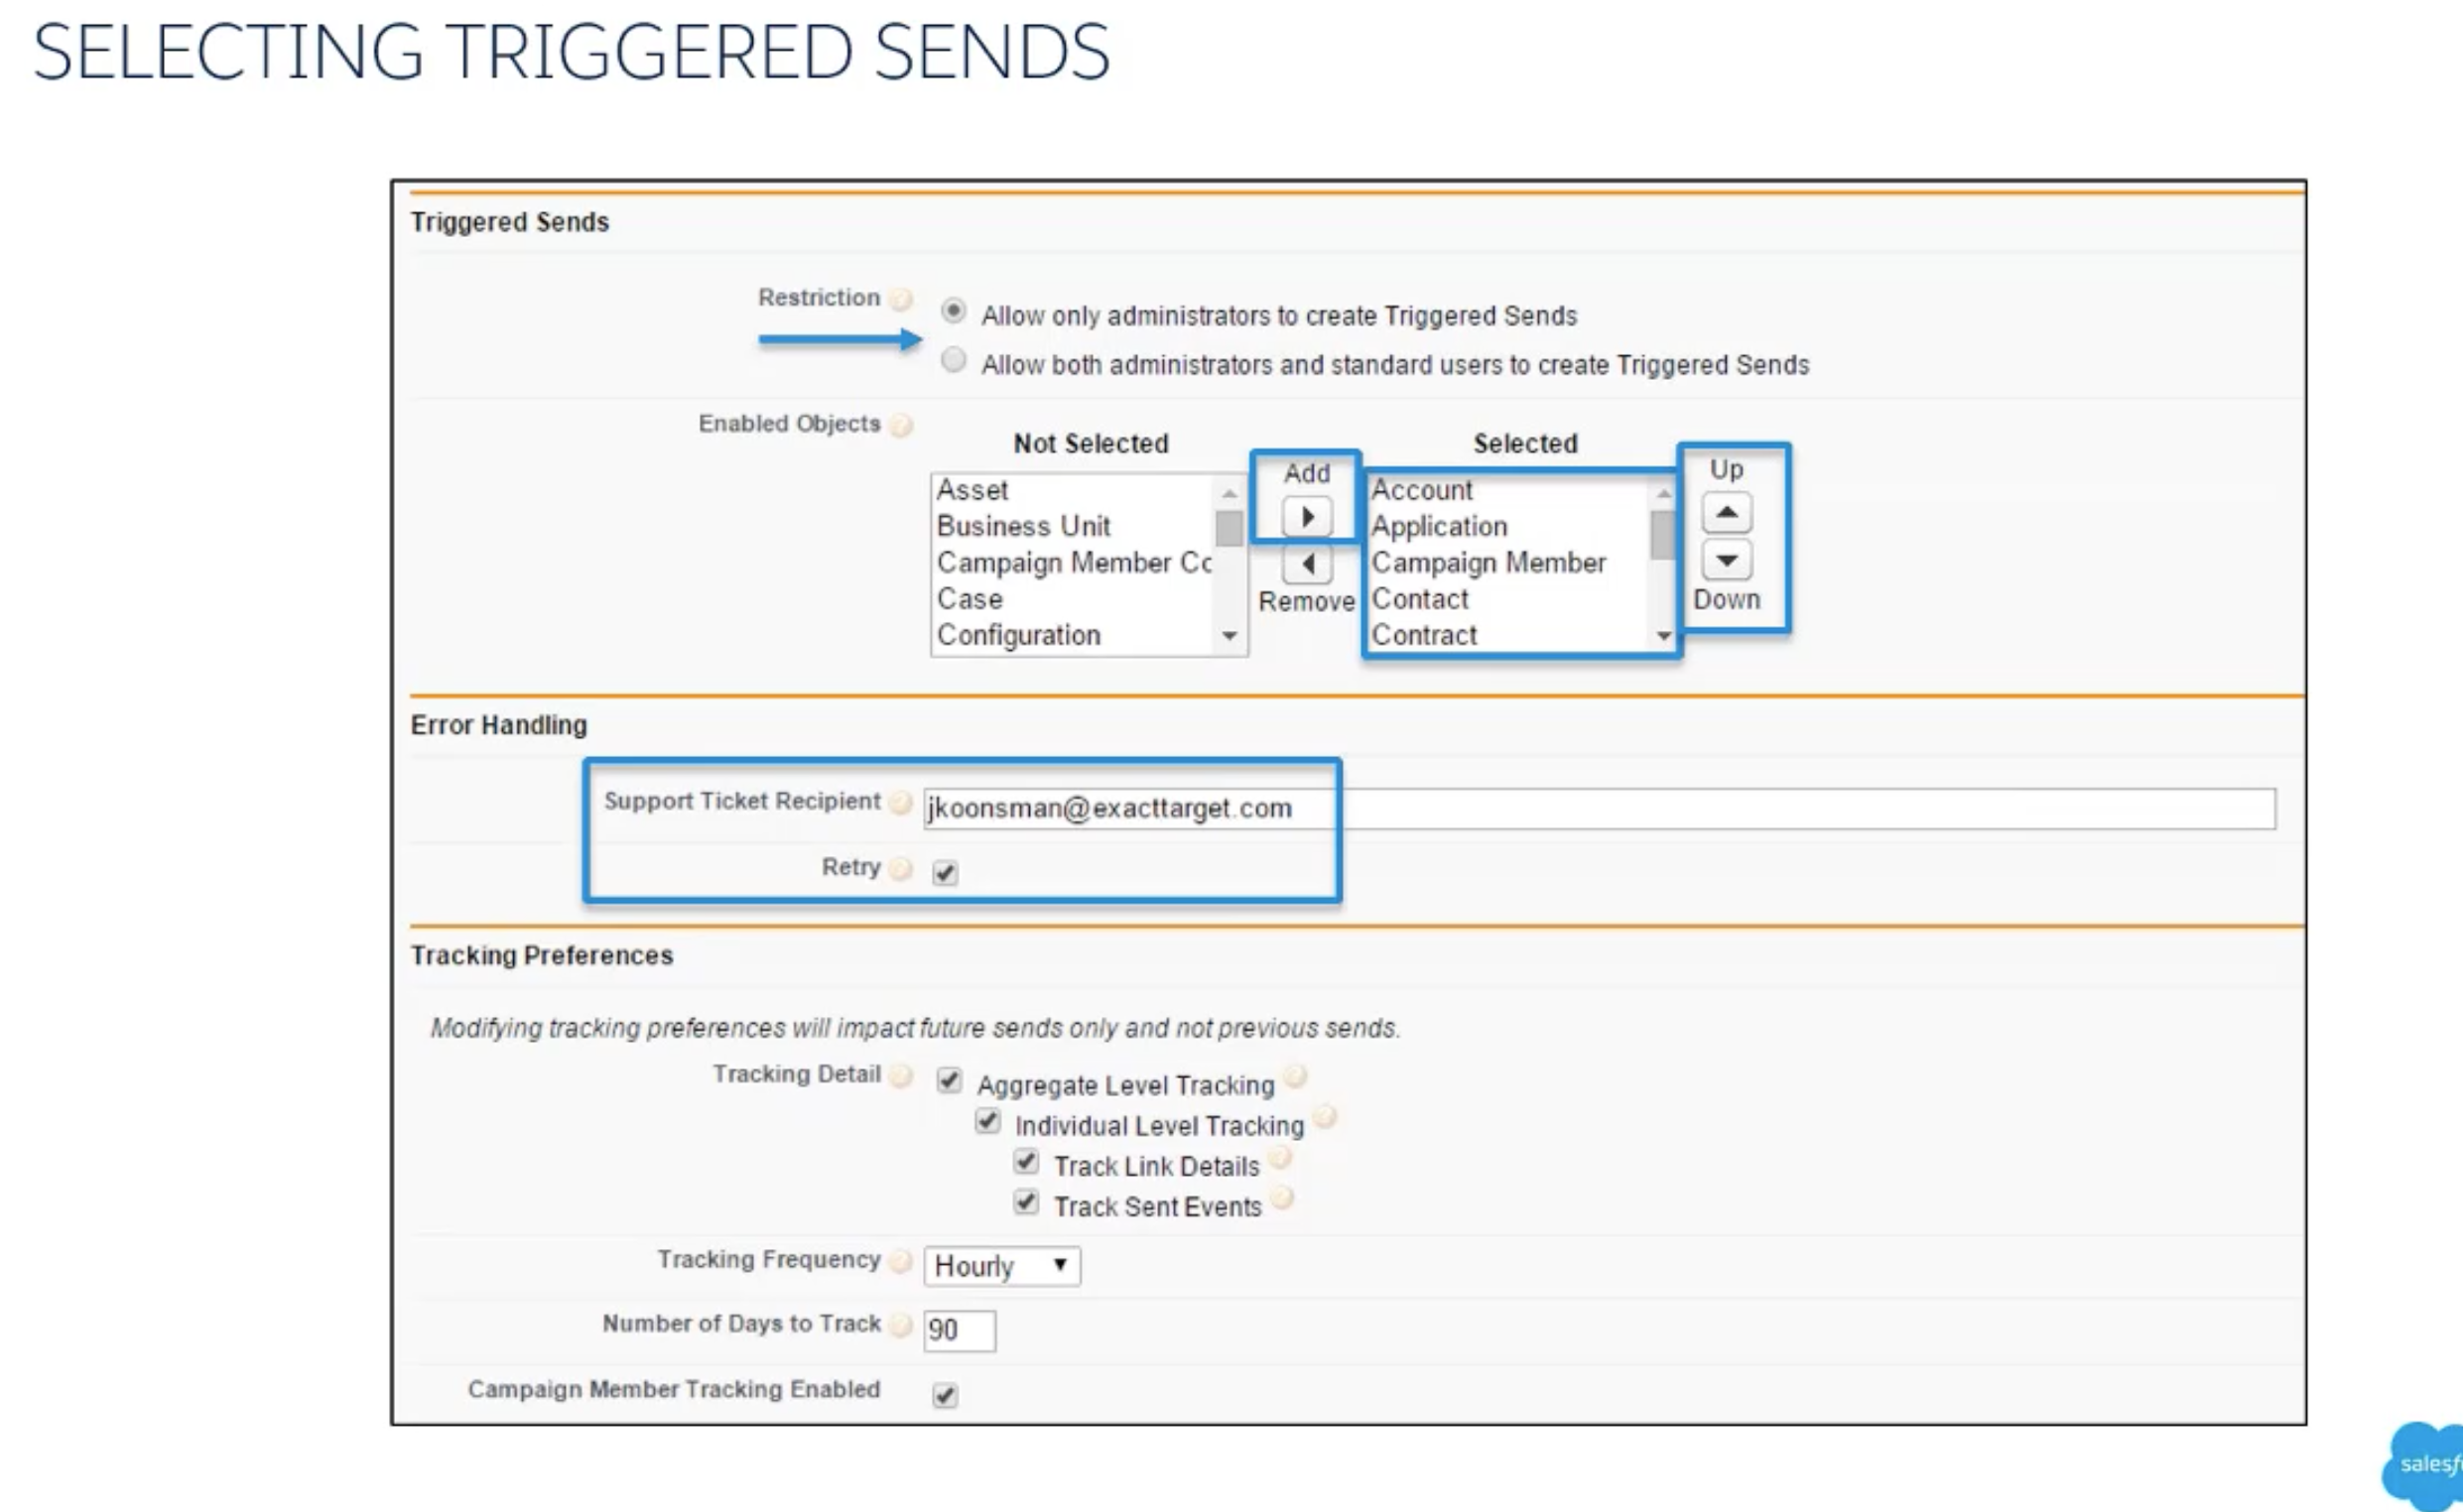 SELECTING TRIGGERED SENDS
Triggered Sends
Restriction
Allow only administrators to create Triggered Sends
Allow both administrators and standard users to create Triggered Sends
Enabled Objects
Not Selected
Selected
Asset
Business Unit
Campaign Member Cc
Case
Configuration
Add
Remove
Account
Application
Campaign Member
Contact
Contract
Up
Down
Error Handling
Support Ticket Recipient
jkoonsman@exacttarget.com
Retry
Tracking Preferences
Modifying tracking preferences will impact future sends only and not previous sends.
Tracking Detail
Aggregate Level Tracking
Individual Level Tracking
Track Link Details
Track Sent Events
Tracking Frequency
Hourly
Number of Days to Track
90
Campaign Member Tracking Enabled